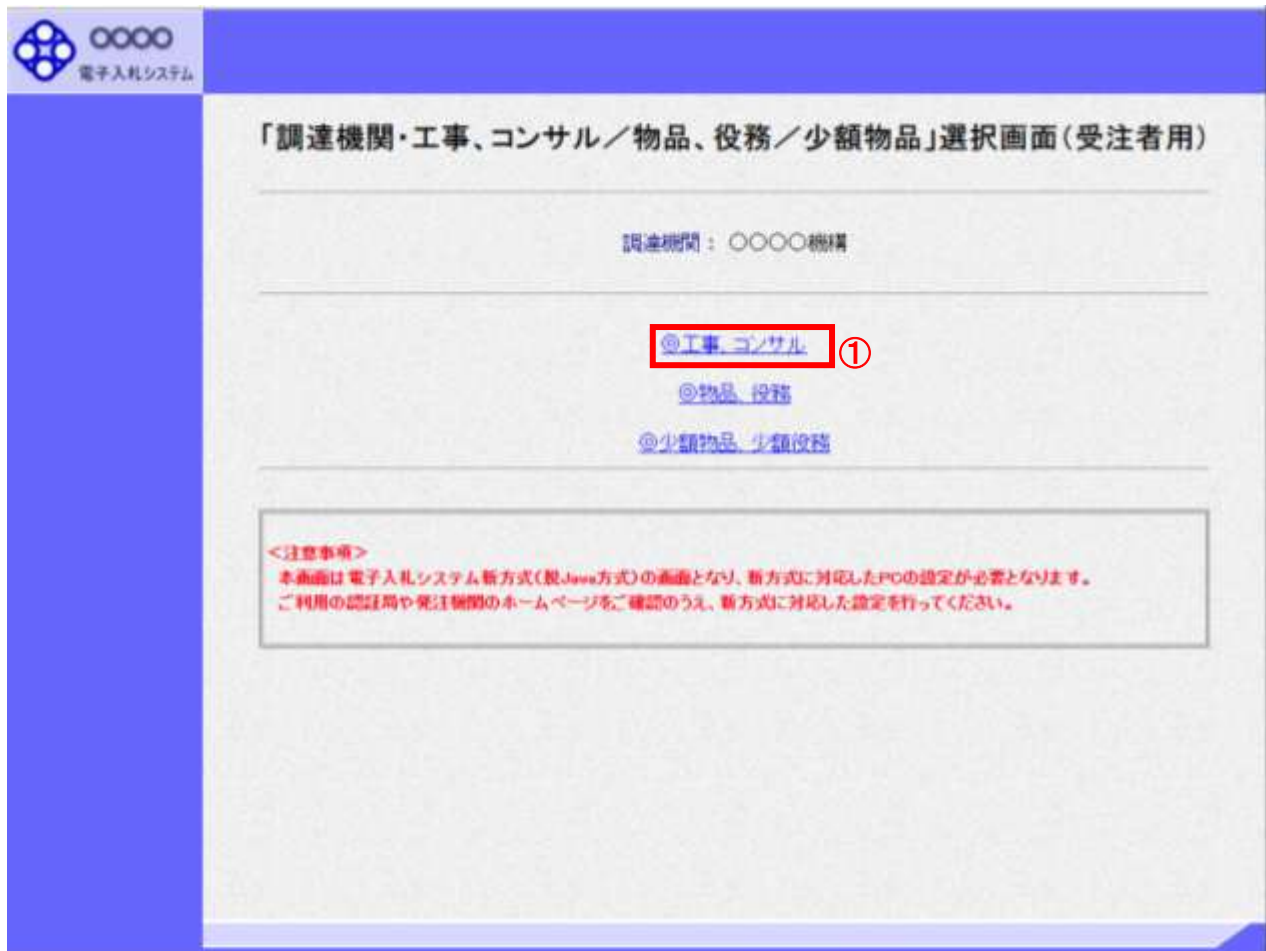 ○○○○
電子入札システム
「調達機関・工事、コンサル／物品、役務／少額物品」選択画面(受注者用)
調達機関： ○○○○機構
◎工事、コンサル
①
◎物品、役務
◎少額物品、少額役務
＜注意事項＞
本画面は電子入札システム新方式(脱Java方式)の画面となり、新方式に対応したPCの設定が必要となります。
ご利用の認証局や発注機関のホームページをご確認のうえ、新方式に対応した設定を行ってください。